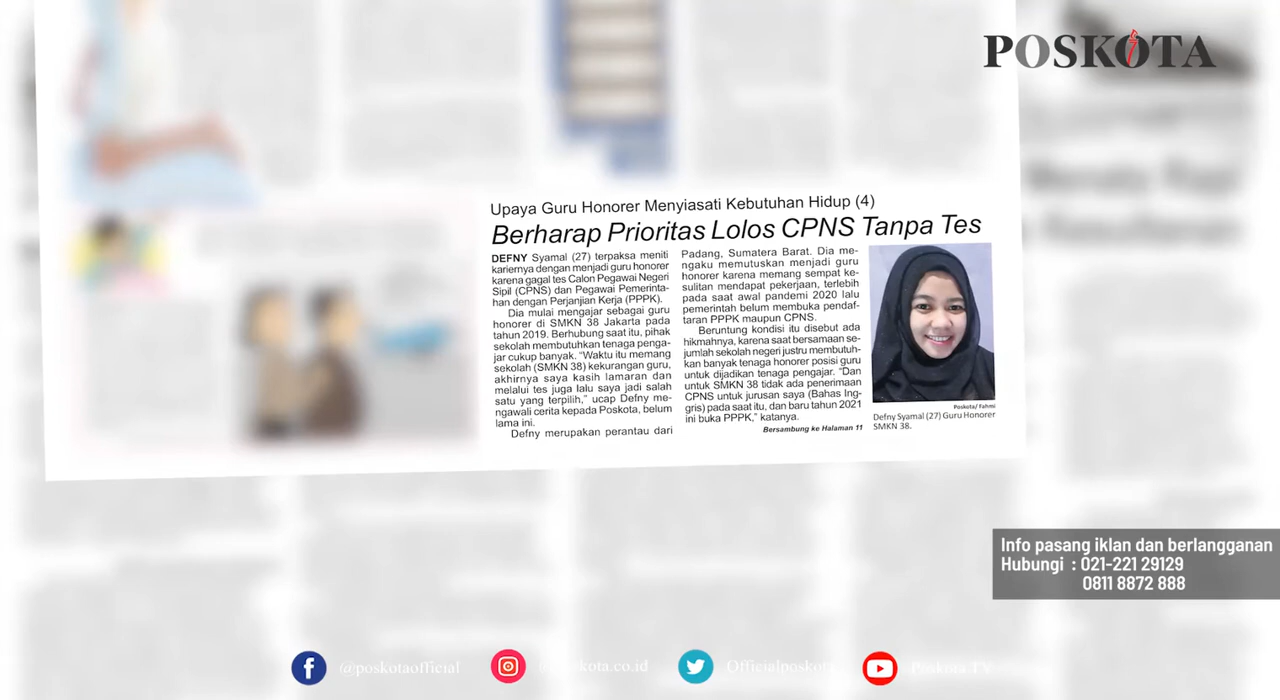 POSKOTA
Upaya Guru Honorer Menyiasati Kebutuhan Hidup (4)
Berharap Prioritas Lolos CPNS Tanpa Tes
DEFNY Syamal (27) terpaksa meniti
kariernya dengan menjadi guru honorer
karena gagal tes Calon Pegawai Negeri
Sipil (CPNS) dan Pegawai Pemerinta-
han dengan Perjanjian Kerja (PPPK).
Dia mulai mengajar sebagai guru
honorer di SMKN 38 Jakarta pada
tahun 2019. Berhubung saat itu, pihak
sekolah membutuhkan tenaga penga-
jar cukup banyak. “Waktu itu memang
sekolah (SMKN 38) kekurangan guru,
akhirnya saya kasih lamaran dan
melalui tes juga lalu saya jadi salah
satu yang terpilih,” ucap Defny me-
ngawali cerita kepada Poskota, belum
lama ini.
Defny merupakan perantau dari
Padang, Sumatera Barat. Dia me-
ngaku memutuskan menjadi guru
honorer karena memang sempat ke-
sulitan mendapat pekerjaan, terlebih
pada saat awal pandemi 2020 lalu
pemerintah belum membuka pendaf-
taran PPPK maupun CPNS.
Beruntung kondisi itu disebut ada
hikmahnya, karena saat bersamaan se-
jumlah sekolah negeri justru membutuh-
kan banyak tenaga honorer posisi guru
untuk dijadikan tenaga pengajar. “Dan
untuk SMKN 38 tidak ada penerimaan
CPNS untuk jurusan saya (Bahas Ing-
gris) pada saat itu, dan baru tahun 2021
ini buka PPPK,” katanya.
Bersambung ke Halaman 11
Poskota/ Fahmi
Defny Syamal (27) Guru Honorer
SMKN 38.
Info pasang iklan dan berlangganan
Hubungi : 021-221 29129
0811 8872 888
@poskotaofficial
kota.co.id
Officialposkota
Poskota TV